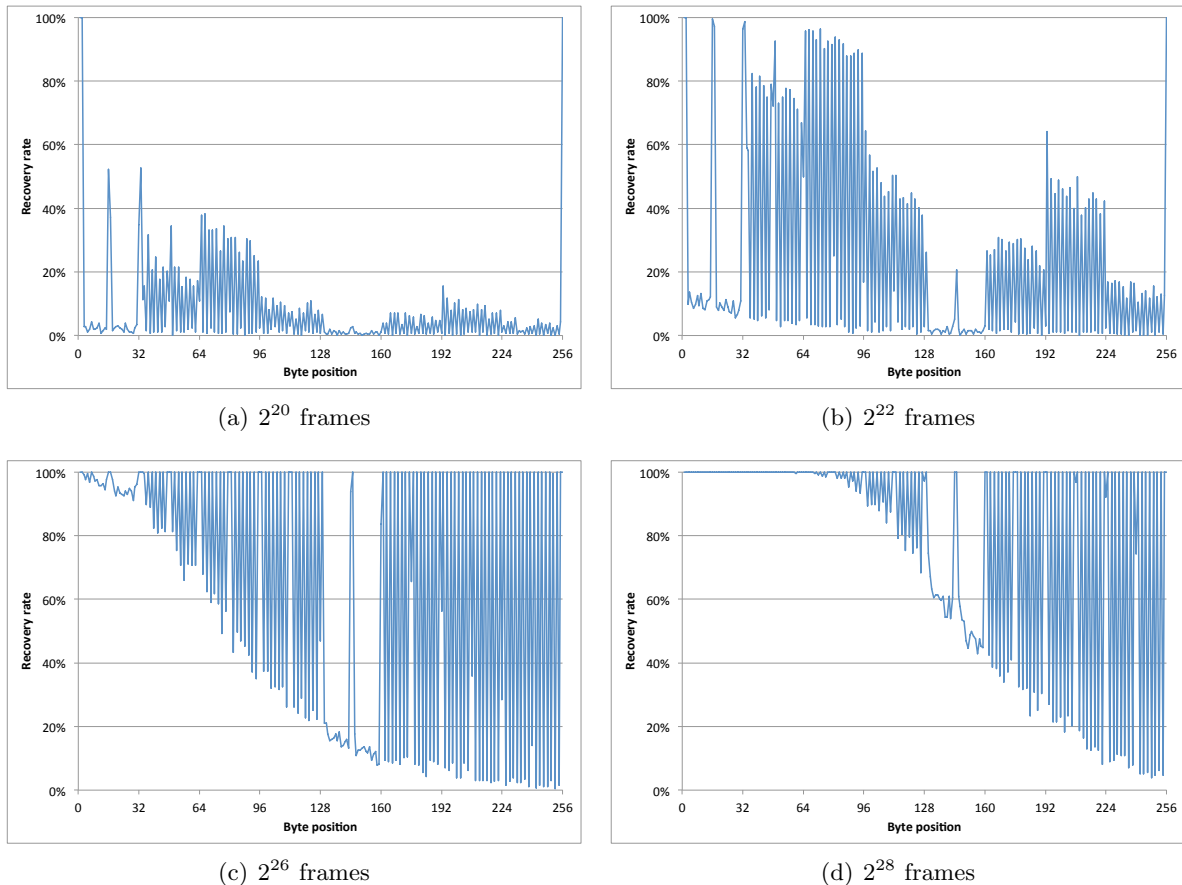 100%
80%
60%
40%
20%
0%
Recovery rate
0 32 64 96 128 160 192 224 256
Byte position
(a) 2^20 frames
100%
80%
60%
40%
20%
0%
Recovery rate
0 32 64 96 128 160 192 224 256
Byte position
(b) 2^22 frames
100%
80%
60%
40%
20%
0%
Recovery rate
0 32 64 96 128 160 192 224 256
Byte position
(c) 2^26 frames
100%
80%
60%
40%
20%
0%
Recovery rate
0 32 64 96 128 160 192 224 256
Byte position
(d) 2^28 frames